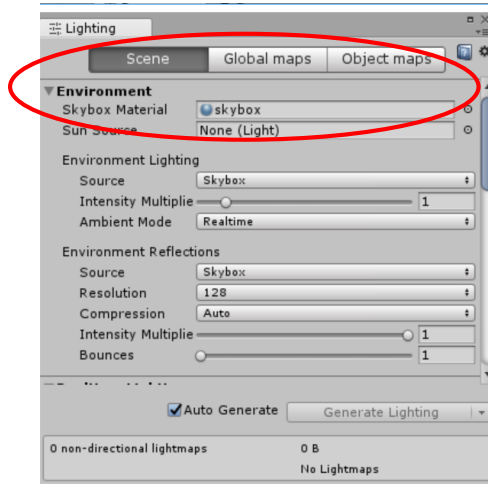 Lighting
Scene Global maps Object maps
Environment
Skybox Material skybox
Sun Source None (Light)
Environment Lighting
Source Skybox
Intensity Multiplie 1
Ambient Mode Realtime
Environment Reflections
Source Skybox
Resolution 128
Compression Auto
Intensity Multiplie 1
Bounces 1
Auto Generate Generate Lighting
0 non-directional lightmaps 0 B
No Lightmaps